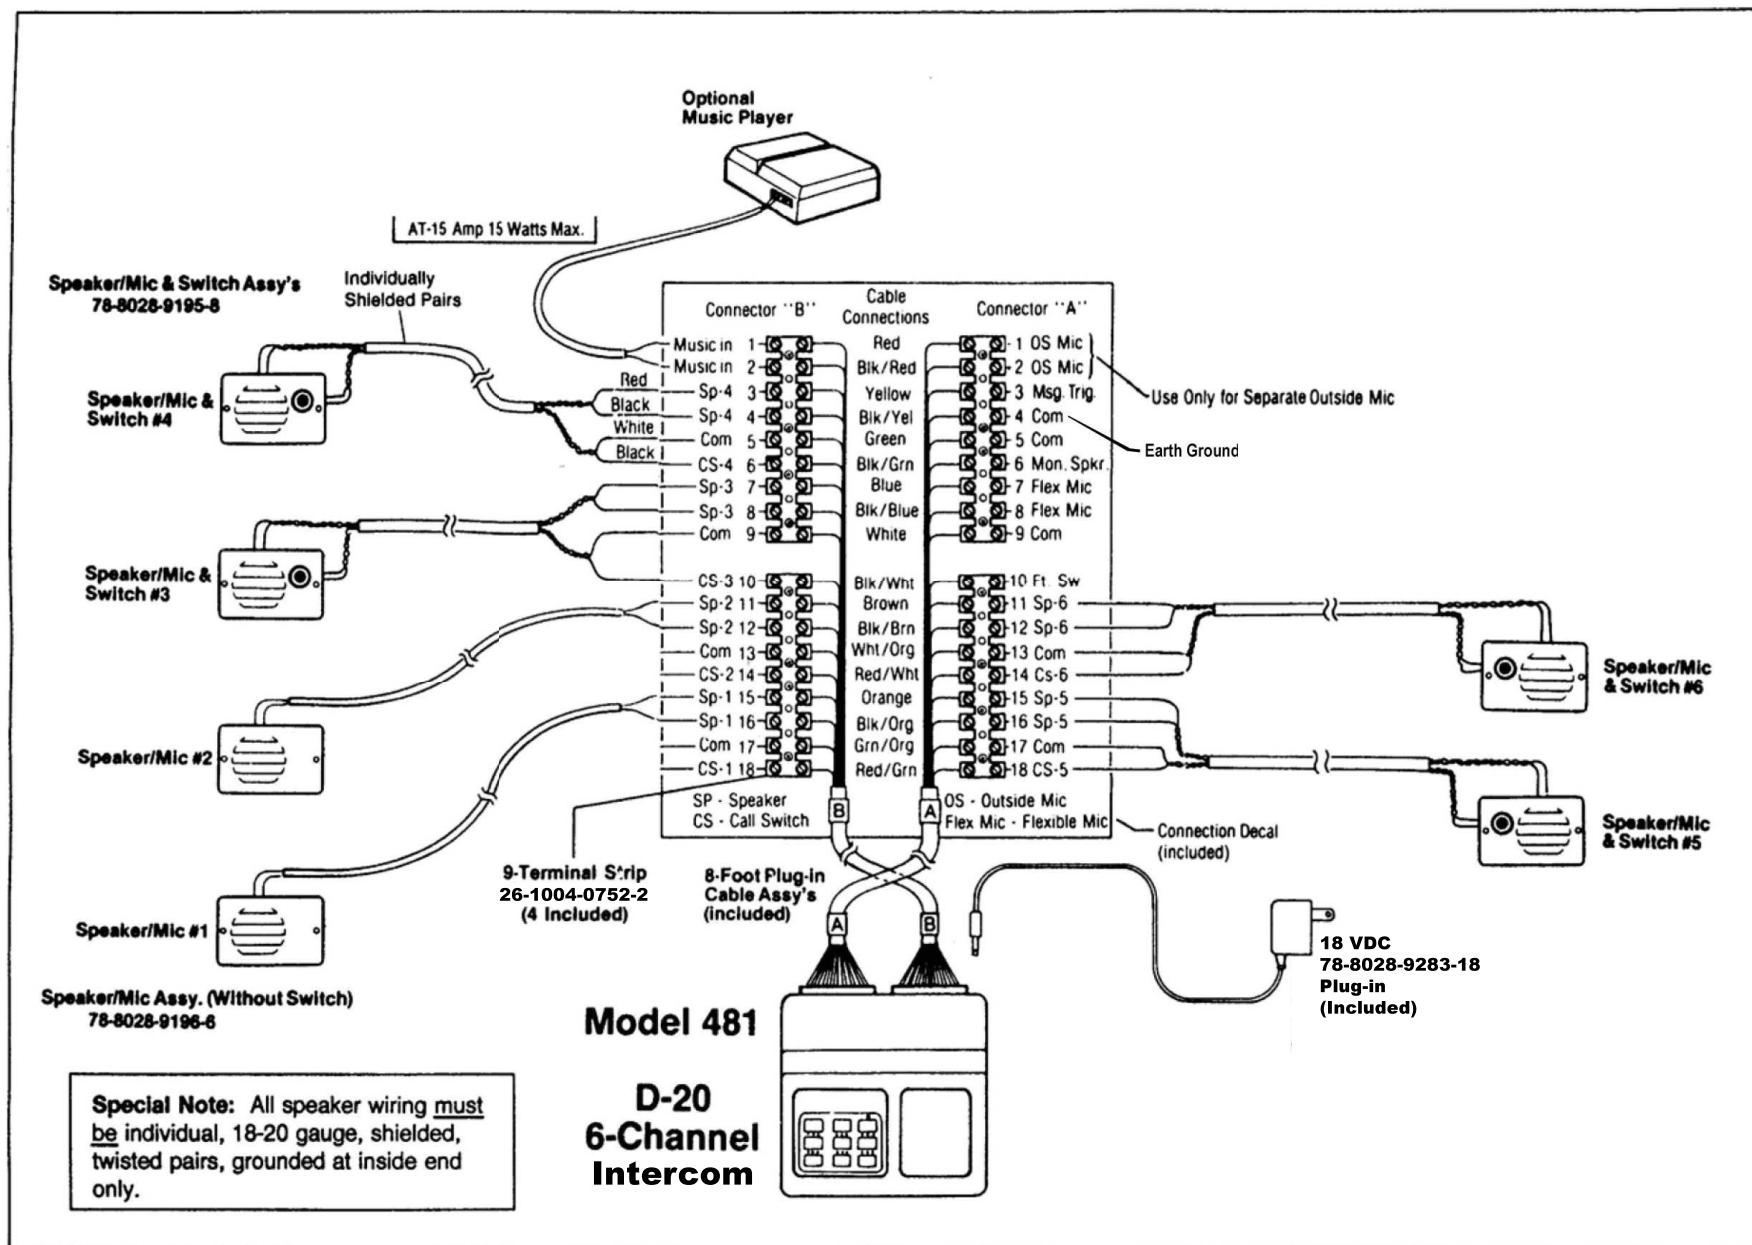 Optional
Music Player
AT-15 Amp 15 Watts Max.
Speaker/Mic & Switch Assy's
78-8028-9195-8
Individually
Shielded Pairs
Speaker/Mic &
Switch #4
Red
Black
White
Black
Speaker/Mic &
Switch #3
Speaker/Mic #2
Speaker/Mic #1
Speaker/Mic Assy. (Without Switch)
78-8028-9196-6
Connector "B"
Cable
Connections
Connector "A"
Music in 1 Red 1 OS Mic
Music in 2 Blk/Red 2 OS Mic
Sp-4 3 Yellow 3 Msg. Trig.
Sp-4 4 Blk/Yel 4 Com
Com 5 Green 5 Com
CS-4 6 Blk/Grn 6 Mon. Spkr.
Sp-3 7 Blue 7 Flex Mic
Sp-3 8 Blk/Blue 8 Flex Mic
Com 9 White 9 Com
CS-3 10 Blk/Wht 10 Ft. Sw
Sp-2 11 Brown 11 Sp-6
Sp-2 12 Blk/Brn 12 Sp-6
Com 13 Wht/Org 13 Com
CS-2 14 Red/Wht 14 Cs-6
Sp-1 15 Orange 15 Sp-5
Sp-1 16 Blk/Org 16 Sp-5
Com 17 Grn/Org 17 Com
CS-1 18 Red/Grn 18 CS-5
SP - Speaker
CS - Call Switch
B
A
OS - Outside Mic
Flex Mic - Flexible Mic
Use Only for Separate Outside Mic
Earth Ground
Speaker/Mic
& Switch #6
Speaker/Mic
& Switch #5
Connection Decal
(included)
9-Terminal Strip
26-1004-0752-2
(4 Included)
8-Foot Plug-in
Cable Assy's
(included)
A
B
18 VDC
78-8028-9283-18
Plug-in
(Included)
Model 481
D-20
6-Channel
Intercom
Special Note: All speaker wiring must
be individual, 18-20 gauge, shielded,
twisted pairs, grounded at inside end
only.